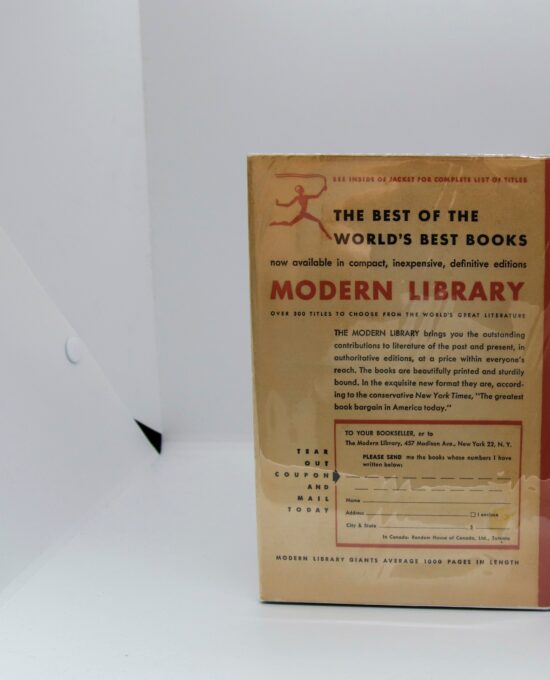 SEE INSIDE OF JACKET FOR COMPLETE LIST OF TITLES
THE BEST OF THE
WORLD'S BEST BOOKS
now available in compact, inexpensive, definitive editions
MODERN LIBRARY
OVER 300 TITLES TO CHOOSE FROM THE WORLD'S GREAT LITERATURE
THE MODERN LIBRARY brings you the outstanding
contributions to literature of the past and present, in
authoritative editions, at a price within everyone's
reach. The books are beautifully printed and sturdily
bound. In the exquisite new format they are, accord-
ing to the conservative New York Times, "The greatest
book bargain in America today."
TO YOUR BOOKSELLER, or to
The Modern Library, 457 Madison Ave., New York 22, N. Y.
PLEASE SEND me the books whose numbers I have
written below:
TEAR
OUT
COUPON
AND
MAIL
TODAY
Name
Address
I enclose
City & State
$
In Canada: Random House of Canada, Ltd., Toronto
MODERN LIBRARY GIANTS AVERAGE 1000 PAGES IN LENGTH